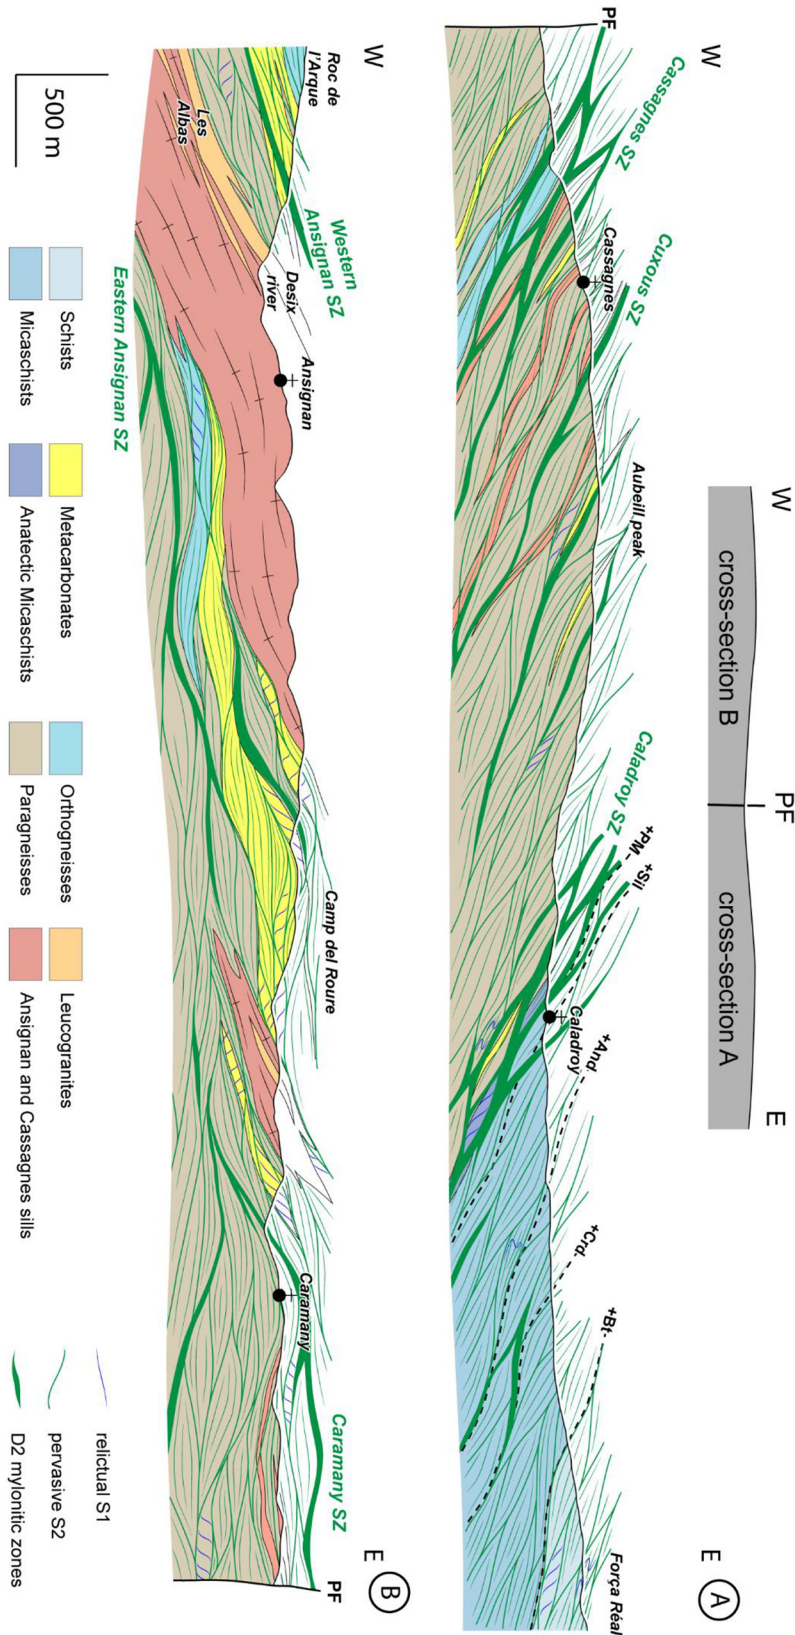 W
PF
E
cross-section B
cross-section A
A
W
E
PF
Cassagnes SZ
Cassagnes
Cuxous SZ
Aubeill peak
Caladroy SZ
+PM-
+Sil
Caladroy
+And
+Crd-
+Bt-
Força Réal
B
W
E
Roc de
l'Arque
Les
Albas
Western
Ansignan SZ
Desix
river
Ansignan
Eastern Ansignan SZ
Camp del Roure
Caramany
Caramany SZ
PF
500 m
Schists
Micaschists
Metacarbonates
Anatectic Micaschists
Orthogneisses
Paragneisses
Leucogranites
Ansignan and Cassagnes sills
relictual S1
pervasive S2
D2 mylonitic zones